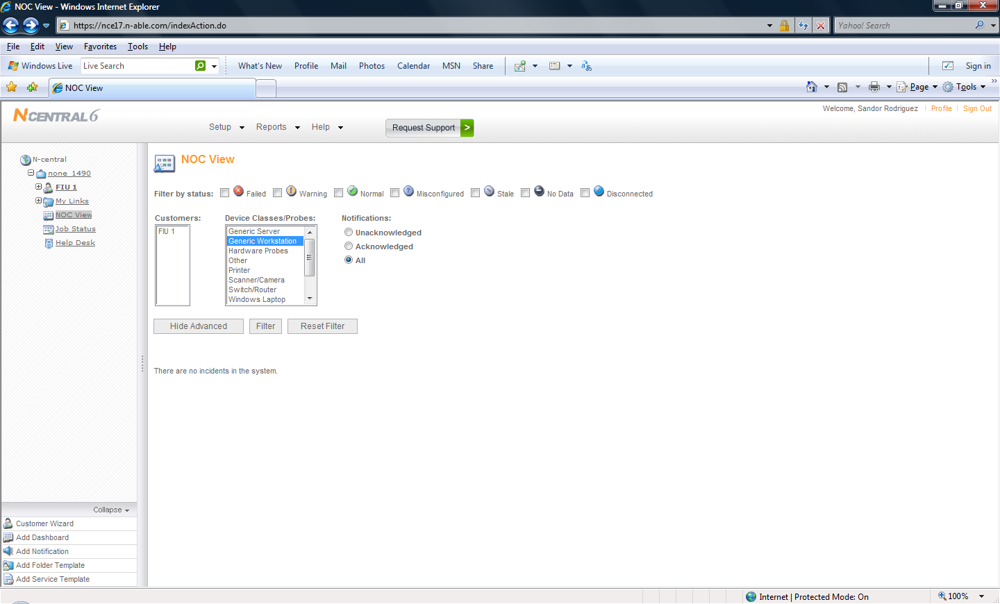 NOC View - Windows Internet Explorer
https://nce17.n-able.com/indexAction.do
Yahoo! Search
File Edit View Favorites Tools Help
Windows Live Live Search What's New Profile Mail Photos Calendar MSN Share Sign in
NOC View Page Tools
Welcome, Sandor Rodriguez | Profile | Sign Out
NCENTRAL 6
Setup Reports Help Request Support >
N-central
none_1490
FIU 1
My Links
NOC View
Job Status
Help Desk
NOC View
Filter by status: Failed Warning Normal Misconfigured Stale No Data Disconnected
Customers: Device Classes/Probes: Notifications:
FIU 1
Generic Server
Generic Workstation
Hardware Probes
Other
Printer
Scanner/Camera
Switch/Router
Windows Laptop
Unacknowledged
Acknowledged
All
Hide Advanced Filter Reset Filter
There are no incidents in the system.
Collapse
Customer Wizard
Add Dashboard
Add Notification
Add Folder Template
Add Service Template
Internet | Protected Mode: On 100%